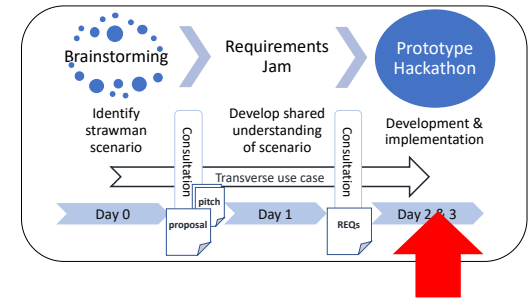 Brainstorming
Requirements
Jam
Prototype
Hackathon
Identify
strawman
scenario
Consultation
Develop shared
understanding
of scenario
Consultation
Development &
implementation
Transverse use case
Day 0
proposal
pitch
Day 1
REQs
Day 2 & 3